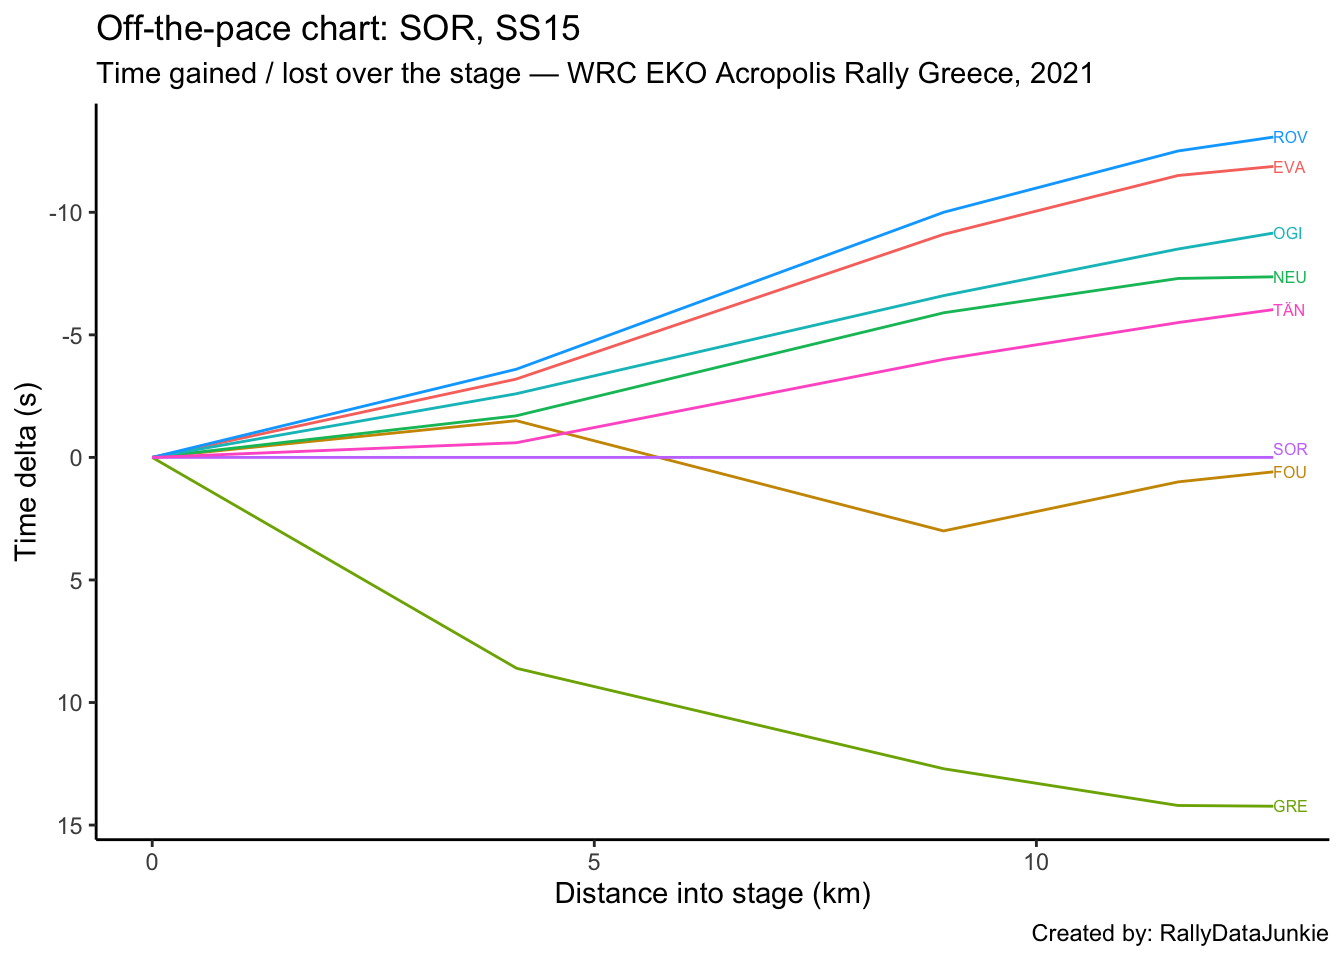 Off-the-pace chart: SOR, SS15
Time gained / lost over the stage — WRC EKO Acropolis Rally Greece, 2021
ROV
EVA
-10
OGI
NEU
TÄN
-5
Time delta (s)
0
SOR
FOU
5
10
GRE
15
0 5 10
Distance into stage (km)
Created by: RallyDataJunkie